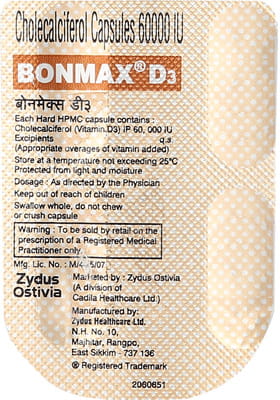 Cholecalciferol Capsules 60000 IU
BONMAX® D3
बोनमेक्स डी३
Each Hard HPMC capsule contains :
Cholecalciferol (Vitamin D3) IP 60, 000 IU
Excipients q.s
(Appropriate overages of vitamin added)
Store at a temperature not exceeding 25°C
Protected from light and moisture
Dosage : As directed by the Physician
Keep out of reach of children
Swallow whole, do not chew
or crush capsule
Warning : To be sold by retail on the
prescription of a Registered Medical
Practitioner only.
Mfg. Lic. No. : M/ /07
Zydus
Ostivia
Marketed by : Zydus Ostivia
(A division of
Cadila Healthcare Ltd.)
Manufactured by:
Zydus Healthcare Ltd.
N.H. No. 10,
Majhitar, Rangpo,
East Sikkim - 737 136
® Registered Trademark
2060651